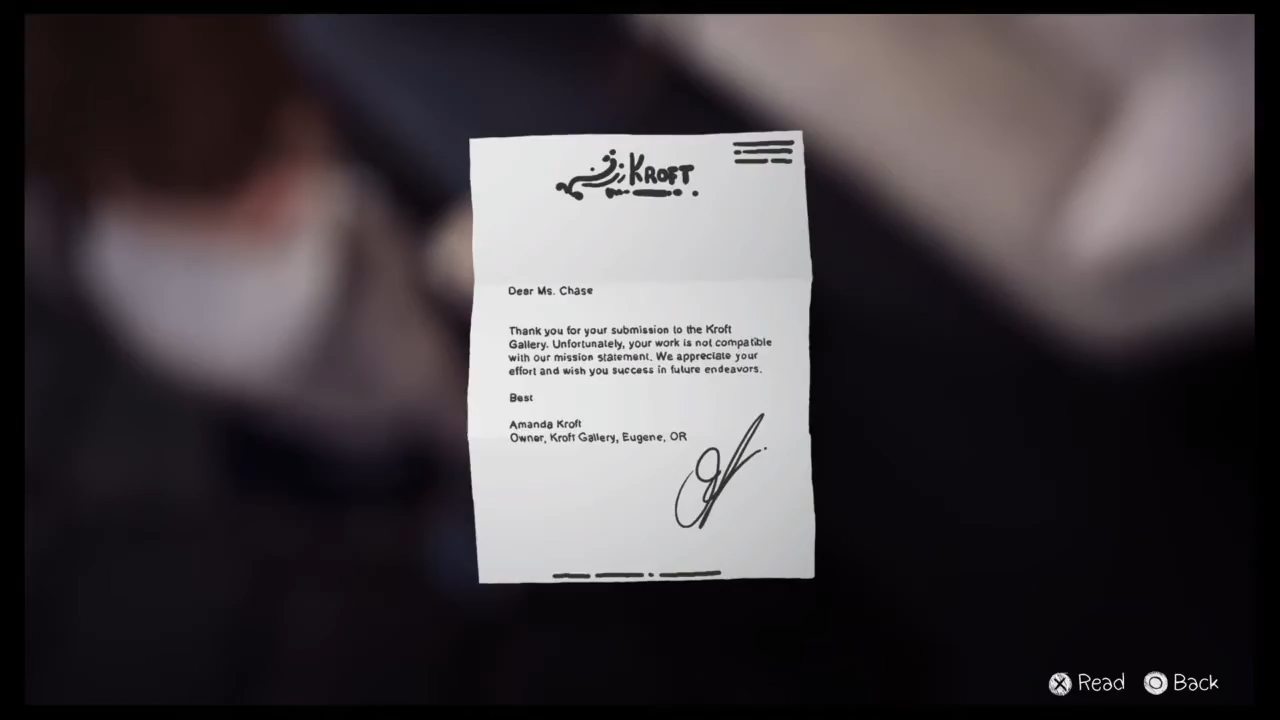 KROFT
Dear Ms. Chase
Thank you for your submission to the Kroft
Gallery. Unfortunately, your work is not compatible
with our mission statement. We appreciate your
effort and wish you success in future endeavors.
Best
Amanda Kroft
Owner, Kroft Gallery, Eugene, OR
Read Back